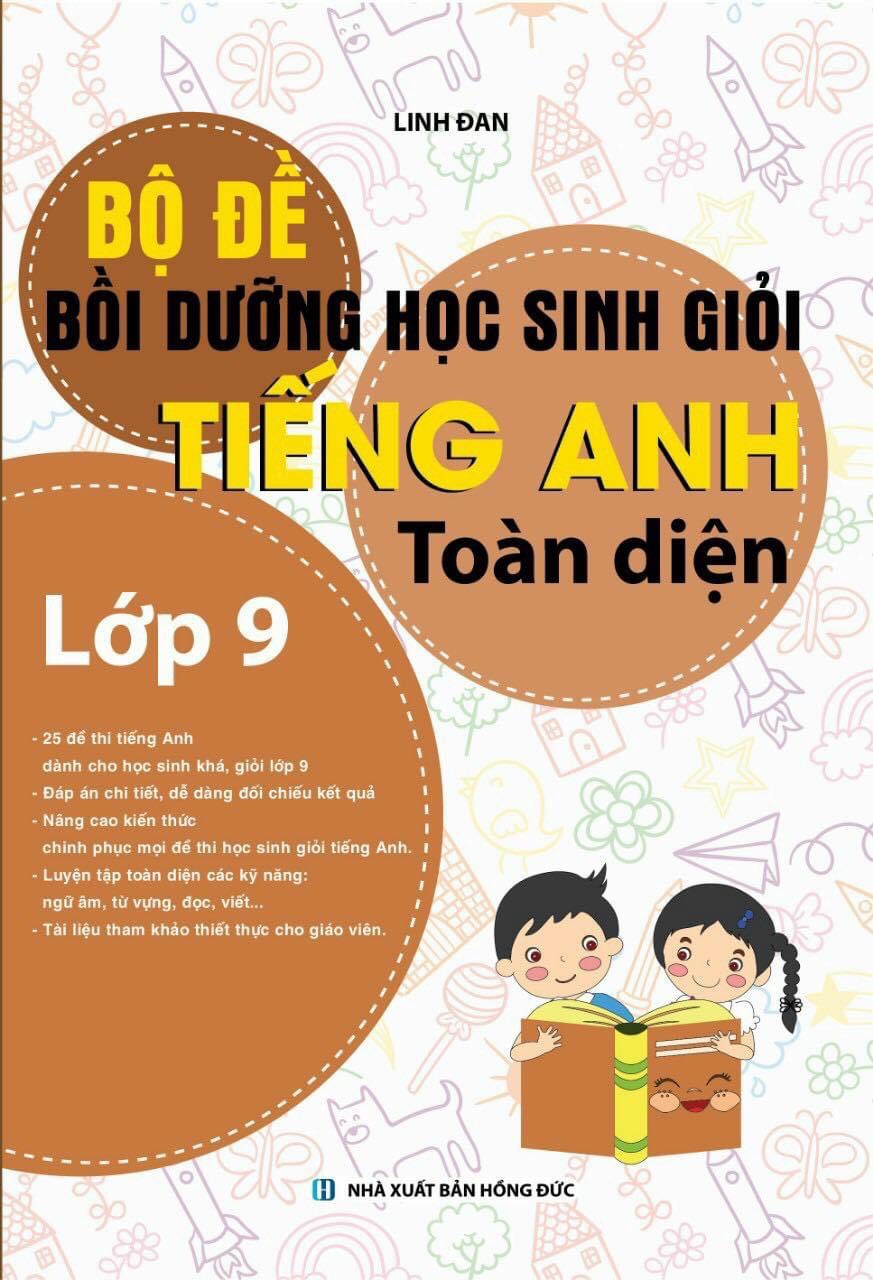 LINH ĐAN
BỘ ĐỀ
BỒI DƯỠNG HỌC SINH GIỎI
TIẾNG ANH
Toàn diện
Lớp 9
- 25 đề thi tiếng Anh
dành cho học sinh khá, giỏi lớp 9
- Đáp án chi tiết, dễ dàng đối chiếu kết quả
- Nâng cao kiến thức
chinh phục mọi đề thi học sinh giỏi tiếng Anh.
- Luyện tập toàn diện các kỹ năng:
ngữ âm, từ vựng, đọc, viết...
- Tài liệu tham khảo thiết thực cho giáo viên.
NHÀ XUẤT BẢN HỒNG ĐỨC